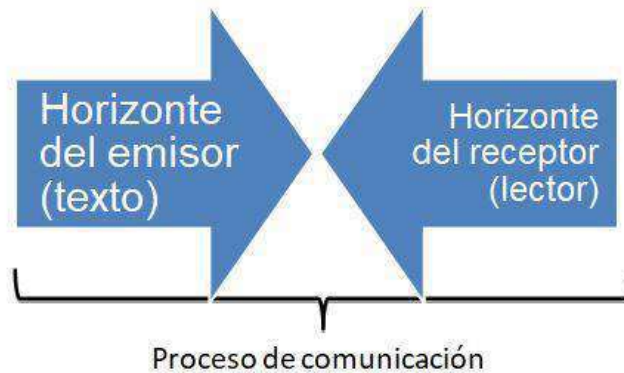 Horizonte
del emisor
(texto)
Horizonte
del receptor
(lector)
Proceso de comunicación